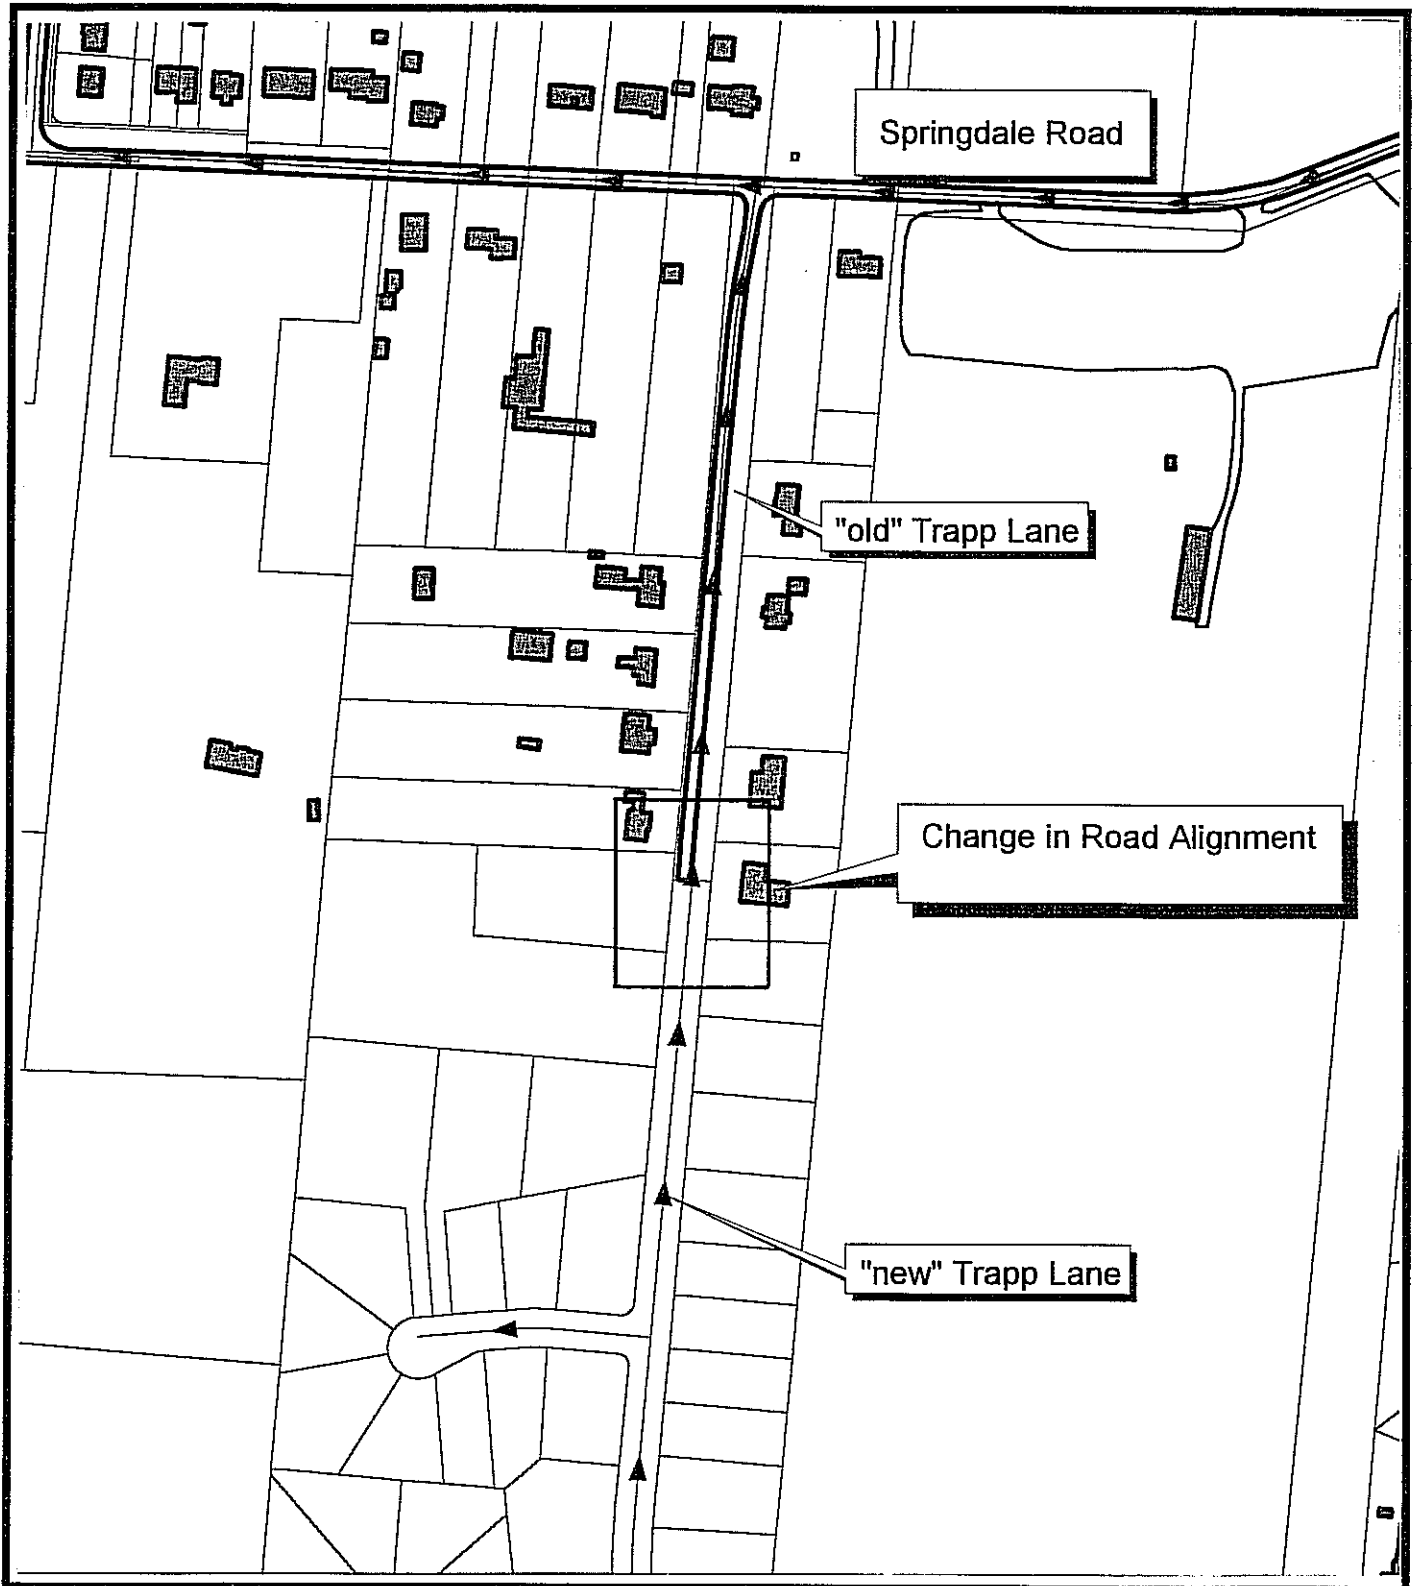 Springdale Road
"old" Trapp Lane
Change in Road Alignment
"new" Trapp Lane